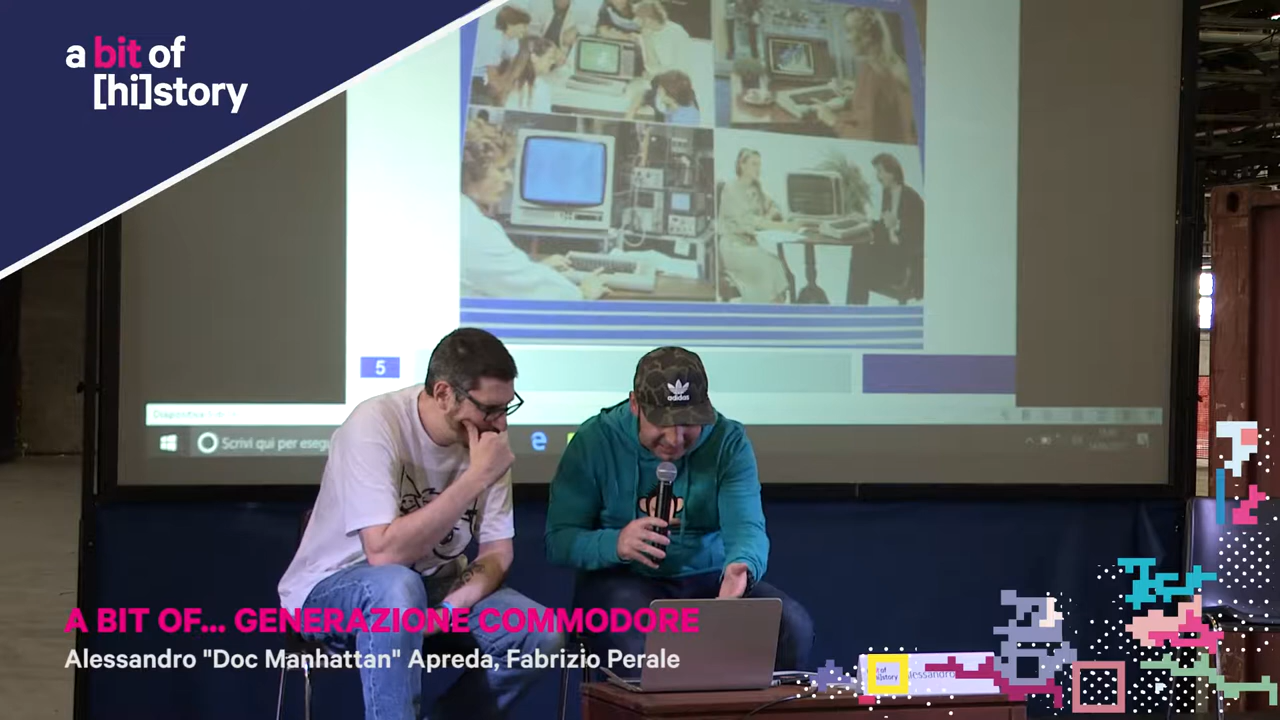 a bit of
[hi]story
5
Scrivi qui per esegu
adidas
A BIT OF... GENERAZIONE COMMODORE
Alessandro "Doc Manhattan" Apreda, Fabrizio Perale